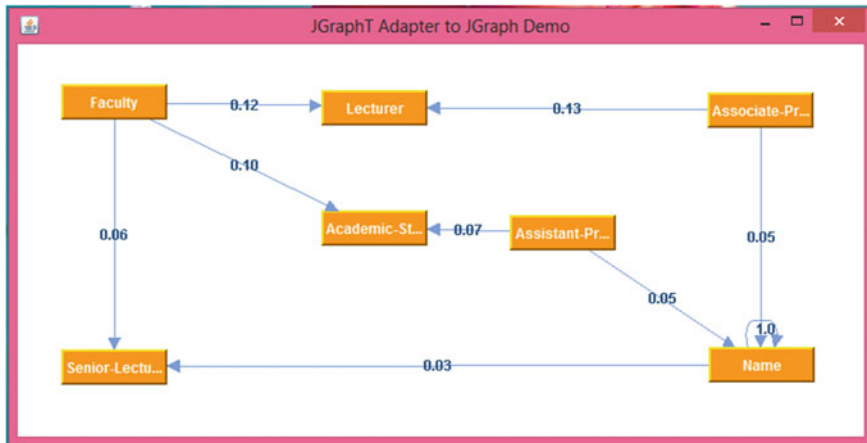 JGraphT Adapter to JGraph Demo
Faculty
0.12
Lecturer
0.13
Associate-Pr...
0.10
0.06
Academic-St...
0.07
Assistant-Pr...
0.05
0.05
1.0
Senior-Lectu...
0.03
Name